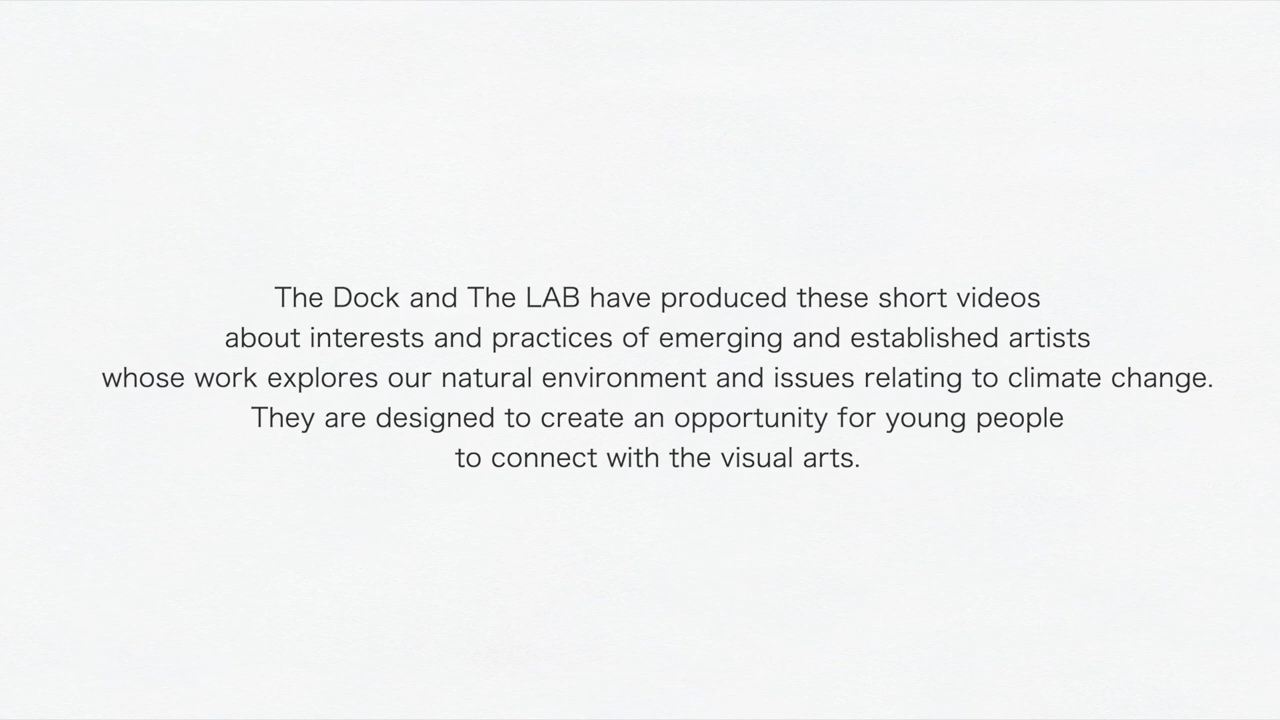 The Dock and The LAB have produced these short videos
about interests and practices of emerging and established artists
whose work explores our natural environment and issues relating to climate change.
They are designed to create an opportunity for young people
to connect with the visual arts.